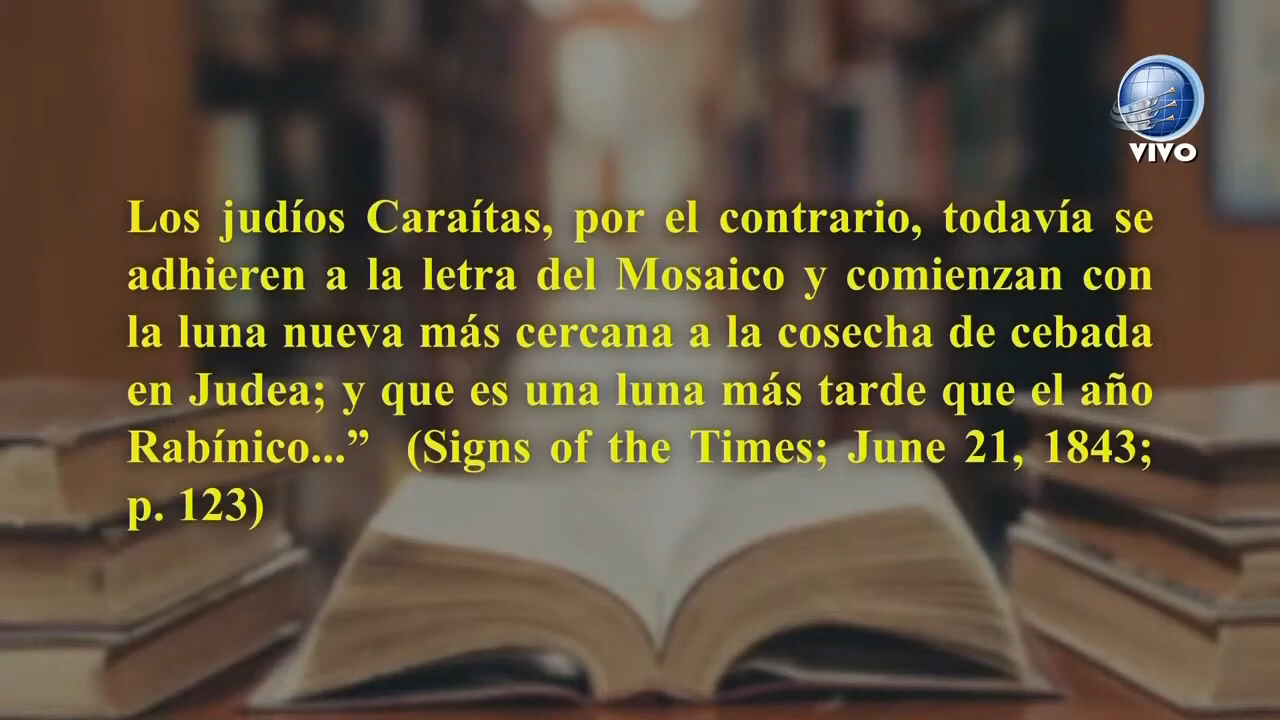 VIVO
Los judíos Caraítas, por el contrario, todavía se
adhieren a la letra del Mosaico y comienzan con
la luna nueva más cercana a la cosecha de cebada
en Judea; y que es una luna más tarde que el año
Rabínico...” (Signs of the Times; June 21, 1843;
p. 123)